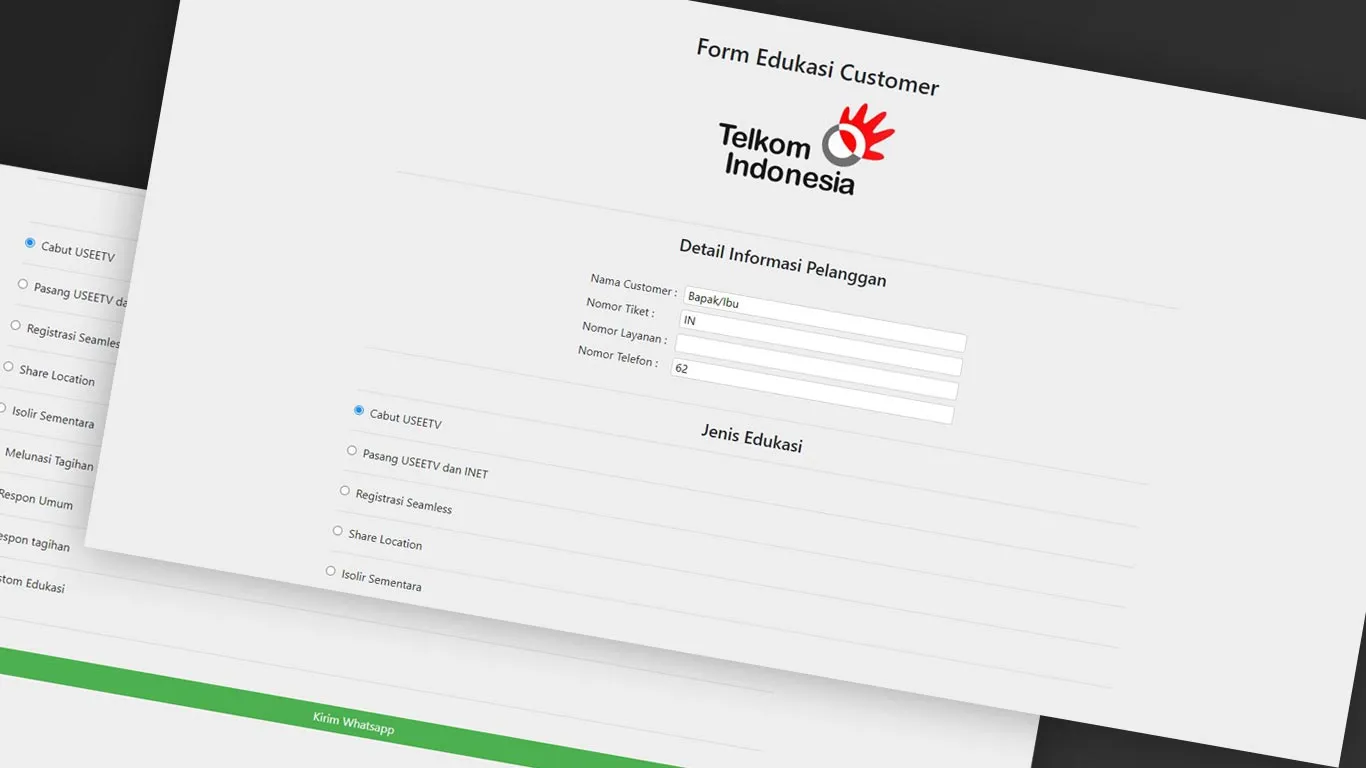 Form Edukasi Customer
Telkom
Indonesia
Detail Informasi Pelanggan
Nama Customer : Bapak/Ibu
Nomor Tiket : IN
Nomor Layanan :
Nomor Telefon : 62
Jenis Edukasi
Cabut USEETV
Pasang USEETV dan INET
Registrasi Seamless
Share Location
Isolir Sementara
Cabut USEETV
Pasang USEETV da
Registrasi Seamles
Share Location
Isolir Sementara
Melunasi Tagihan
Respon Umum
espon tagihan
stom Edukasi
Kirim Whatsapp